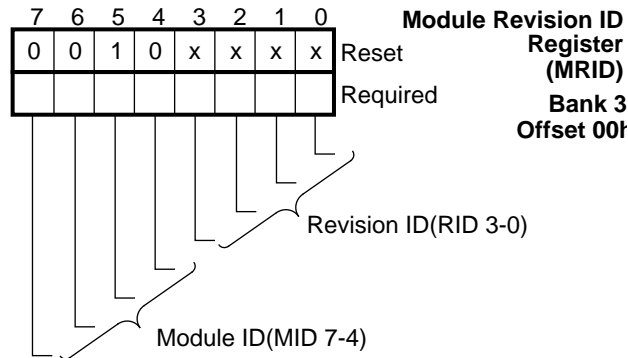 7 6 5 4 3 2 1 0
Module Revision ID
Register
(MRID)
Bank 3
Offset 00h
0 0 1 0 x x x x Reset
Required
Revision ID(RID 3-0)
Module ID(MID 7-4)